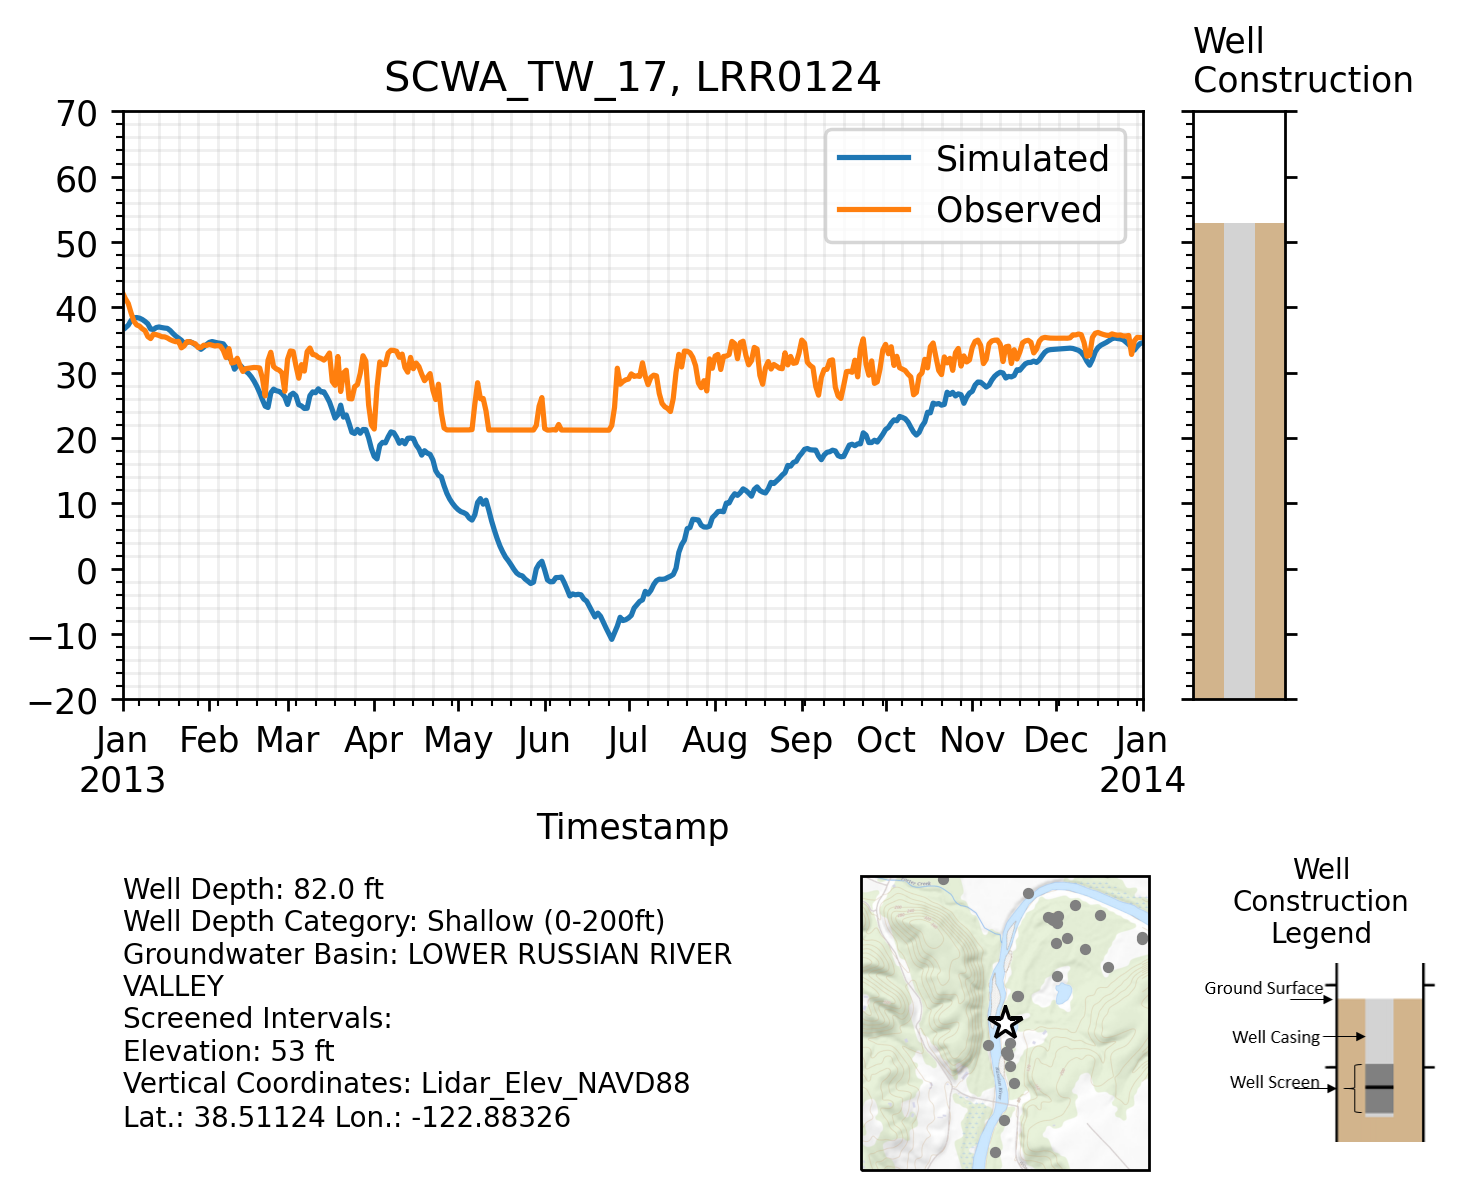 Well
Construction
SCWA_TW_17, LRR0124
70
60
50
40
30
20
10
0
−10
−20
Simulated
Observed
Jan Feb Mar Apr May Jun Jul Aug Sep Oct Nov Dec Jan
2013 2014
Timestamp
Well Depth: 82.0 ft
Well Depth Category: Shallow (0-200ft)
Groundwater Basin: LOWER RUSSIAN RIVER
VALLEY
Screened Intervals:
Elevation: 53 ft
Vertical Coordinates: Lidar_Elev_NAVD88
Lat.: 38.51124 Lon.: -122.88326
Well
Construction
Legend
Ground Surface
Well Casing
Well Screen